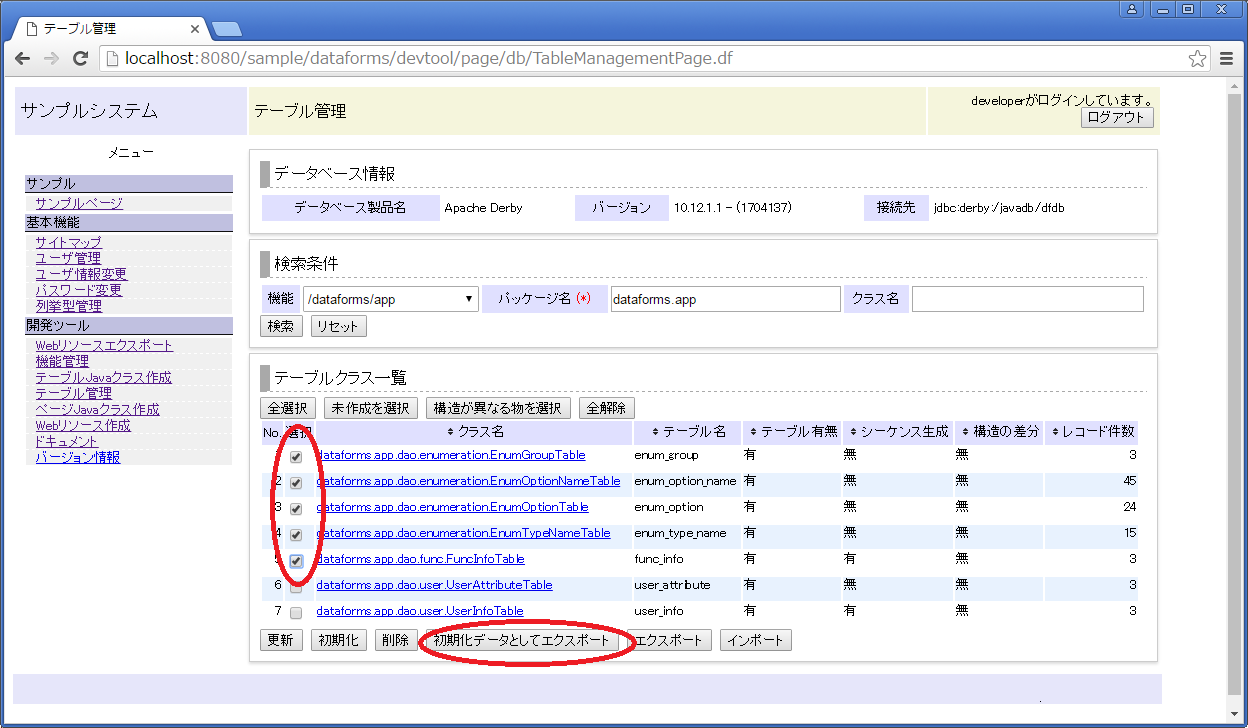 テーブル管理
localhost:8080/sample/dataforms/devtool/page/db/TableManagementPage.df
サンプルシステム
テーブル管理
developerがログインしています。
ログアウト
メニュー
サンプル
サンプルページ
基本機能
サイトマップ
ユーザ管理
ユーザ情報変更
パスワード変更
列挙型管理
開発ツール
Webリソースエクスポート
機能管理
テーブルJavaクラス作成
テーブル管理
ページJavaクラス作成
Webリソース作成
ドキュメント
バージョン情報
データベース情報
データベース製品名 Apache Derby バージョン 10.12.1.1 - (1704137) 接続先 jdbc:derby:/javadb/dfdb
検索条件
機能 /dataforms/app パッケージ名 (*) dataforms.app クラス名
検索 リセット
テーブルクラス一覧
全選択 未作成を選択 構造が異なる物を選択 全解除
No. 選択 クラス名 テーブル名 テーブル有無 シーケンス生成 構造の差分 レコード件数
dataforms.app.dao.enumeration.EnumGroupTable enum_group 有 無 無 3
2 dataforms.app.dao.enumeration.EnumOptionNameTable enum_option_name 有 無 無 45
3 dataforms.app.dao.enumeration.EnumOptionTable enum_option 有 無 無 24
4 dataforms.app.dao.enumeration.EnumTypeNameTable enum_type_name 有 無 無 15
5 dataforms.app.dao.func.FuncInfoTable func_info 有 有 無 3
6 dataforms.app.dao.user.UserAttributeTable user_attribute 有 無 無 3
7 dataforms.app.dao.user.UserInfoTable user_info 有 有 無 3
更新 初期化 削除 初期化データとしてエクスポート エクスポート インポート